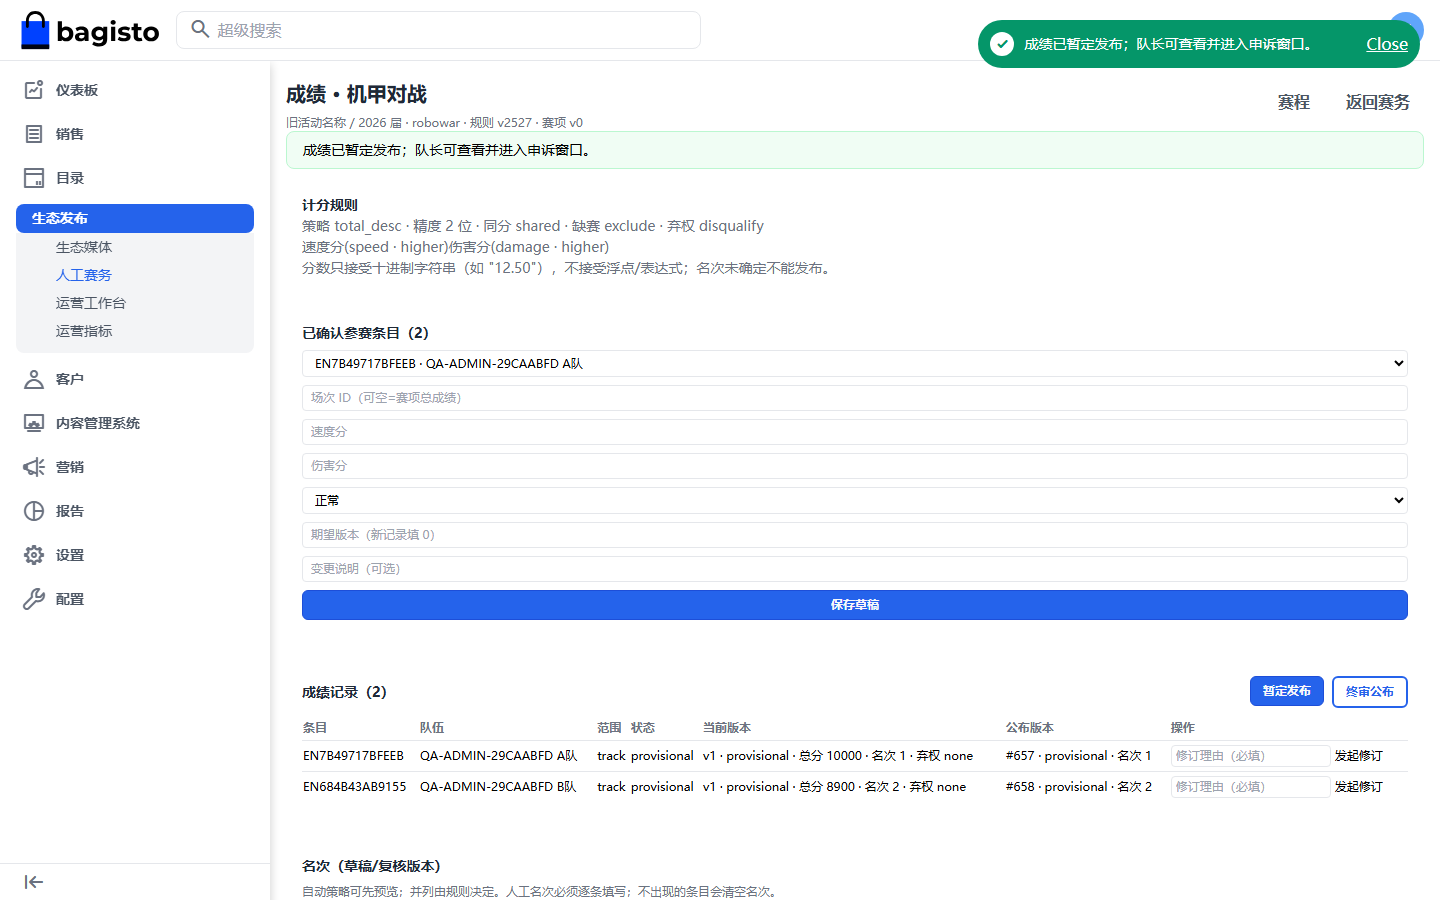 bagisto
超级搜索
成绩已暂定发布；队长可查看并进入申诉窗口。
Close
仪表板
销售
目录
生态发布
生态媒体
人工赛务
运营工作台
运营指标
客户
内容管理系统
营销
报告
设置
配置
成绩 · 机甲对战
赛程
返回赛务
旧活动名称 / 2026 届 · robowar · 规则 v2527 · 赛项 v0
成绩已暂定发布；队长可查看并进入申诉窗口。
计分规则
策略 total_desc · 精度 2 位 · 同分 shared · 缺赛 exclude · 弃权 disqualify
速度分(speed · higher)伤害分(damage · higher)
分数只接受十进制字符串（如 "12.50"），不接受浮点/表达式；名次未确定不能发布。
已确认参赛条目（2）
EN7B49717BFEEB · QA-ADMIN-29CAABFD A队
场次 ID（可空=赛项总成绩）
速度分
伤害分
正常
期望版本（新记录填 0）
变更说明（可选）
保存草稿
成绩记录（2）
暂定发布
终审公布
条目 队伍 范围 状态 当前版本 公布版本 操作
EN7B49717BFEEB QA-ADMIN-29CAABFD A队 track provisional v1 · provisional · 总分 10000 · 名次 1 · 弃权 none #657 · provisional · 名次 1 修订理由（必填） 发起修订
EN684B43AB9155 QA-ADMIN-29CAABFD B队 track provisional v1 · provisional · 总分 8900 · 名次 2 · 弃权 none #658 · provisional · 名次 2 修订理由（必填） 发起修订
名次（草稿/复核版本）
自动策略可先预览；并列由规则决定。人工名次必须逐条填写；不出现的条目会清空名次。